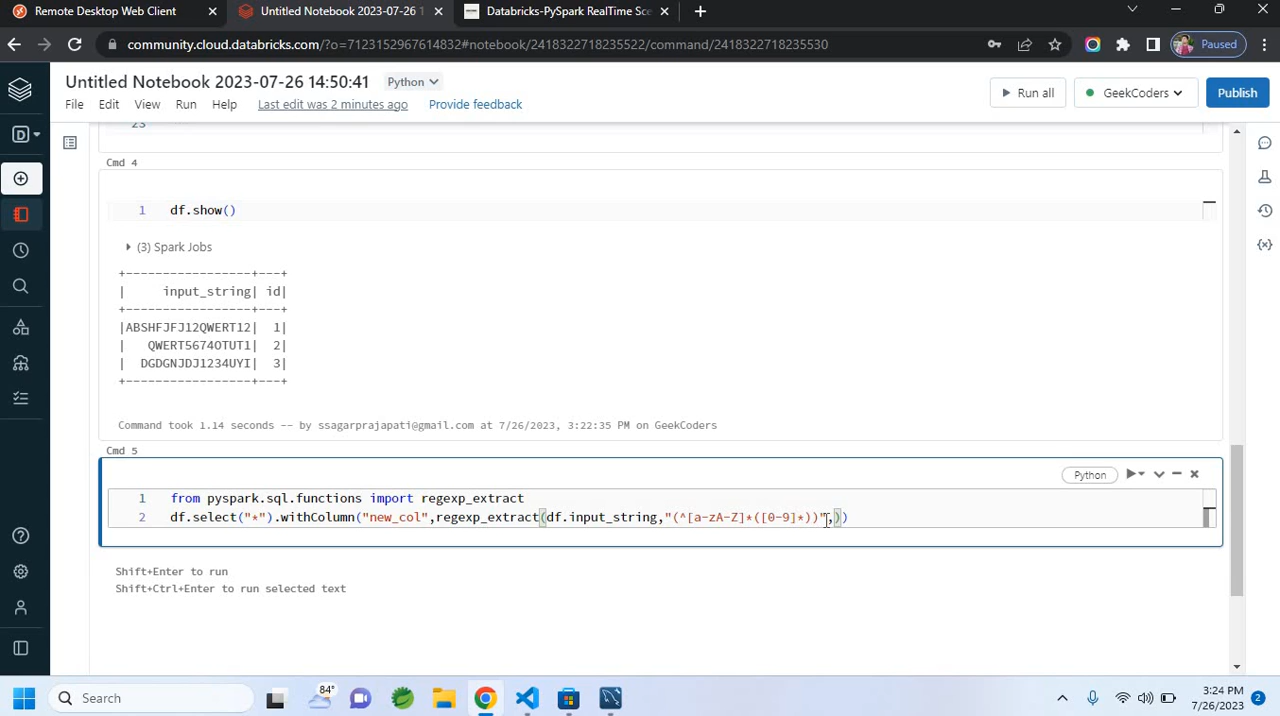 Remote Desktop Web Client
Untitled Notebook 2023-07-26 1
Databricks-PySpark RealTime Sce
community.cloud.databricks.com/?o=7123152967614832#notebook/2418322718235522/command/2418322718235530
Paused
Untitled Notebook 2023-07-26 14:50:41
Python
File Edit View Run Help Last edit was 2 minutes ago Provide feedback
Run all
GeekCoders
Publish
D
23
Cmd 4
1 df.show()
(3) Spark Jobs
+-----------------+---+
|     input_string| id|
+-----------------+---+
|ABSHFJFJ12QWERT12|  1|
|   QWERT5674OTUT1|  2|
|  DGDGNJDJ1234UYI|  3|
+-----------------+---+
Command took 1.14 seconds -- by ssagarprajapati@gmail.com at 7/26/2023, 3:22:35 PM on GeekCoders
Cmd 5
Python
1 from pyspark.sql.functions import regexp_extract
2 df.select("*").withColumn("new_col",regexp_extract(df.input_string,"(^[a-zA-Z]*([0-9]*))",))
Shift+Enter to run
Shift+Ctrl+Enter to run selected text
Search
84°
3:24 PM
7/26/2023
2